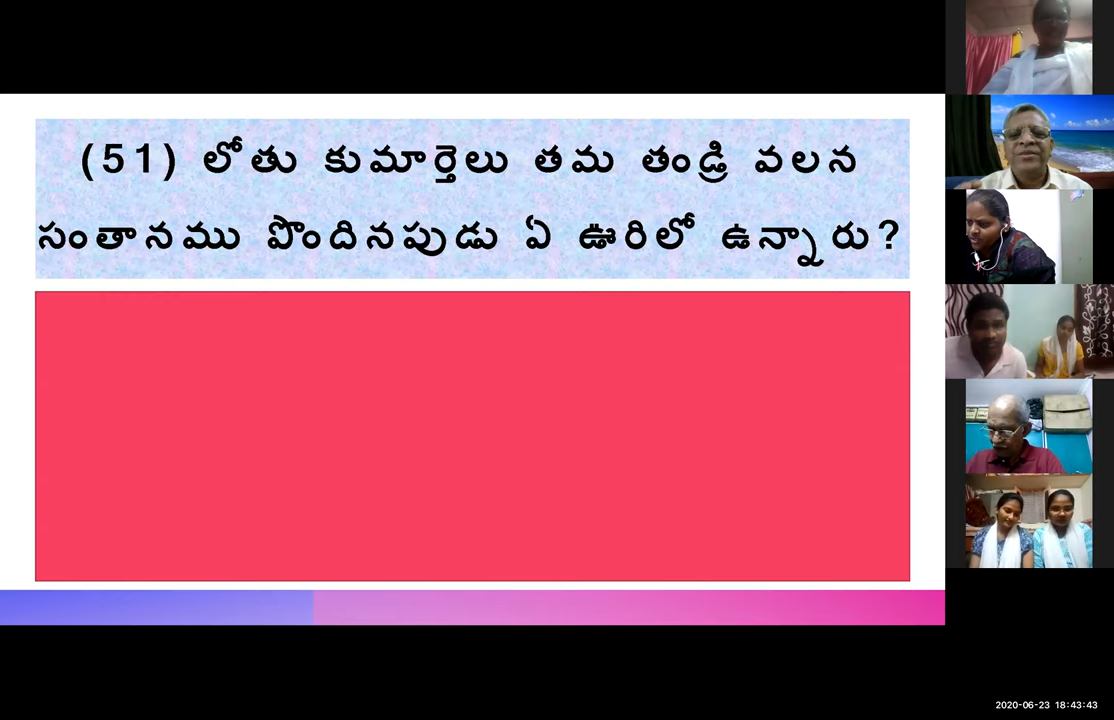 (51) లోతు కుమార్తెలు తమ తండ్రి వలన
సంతానము పొందినపుడు ఏ ఊరిలో ఉన్నారు?
2020-06-23 18:43:43